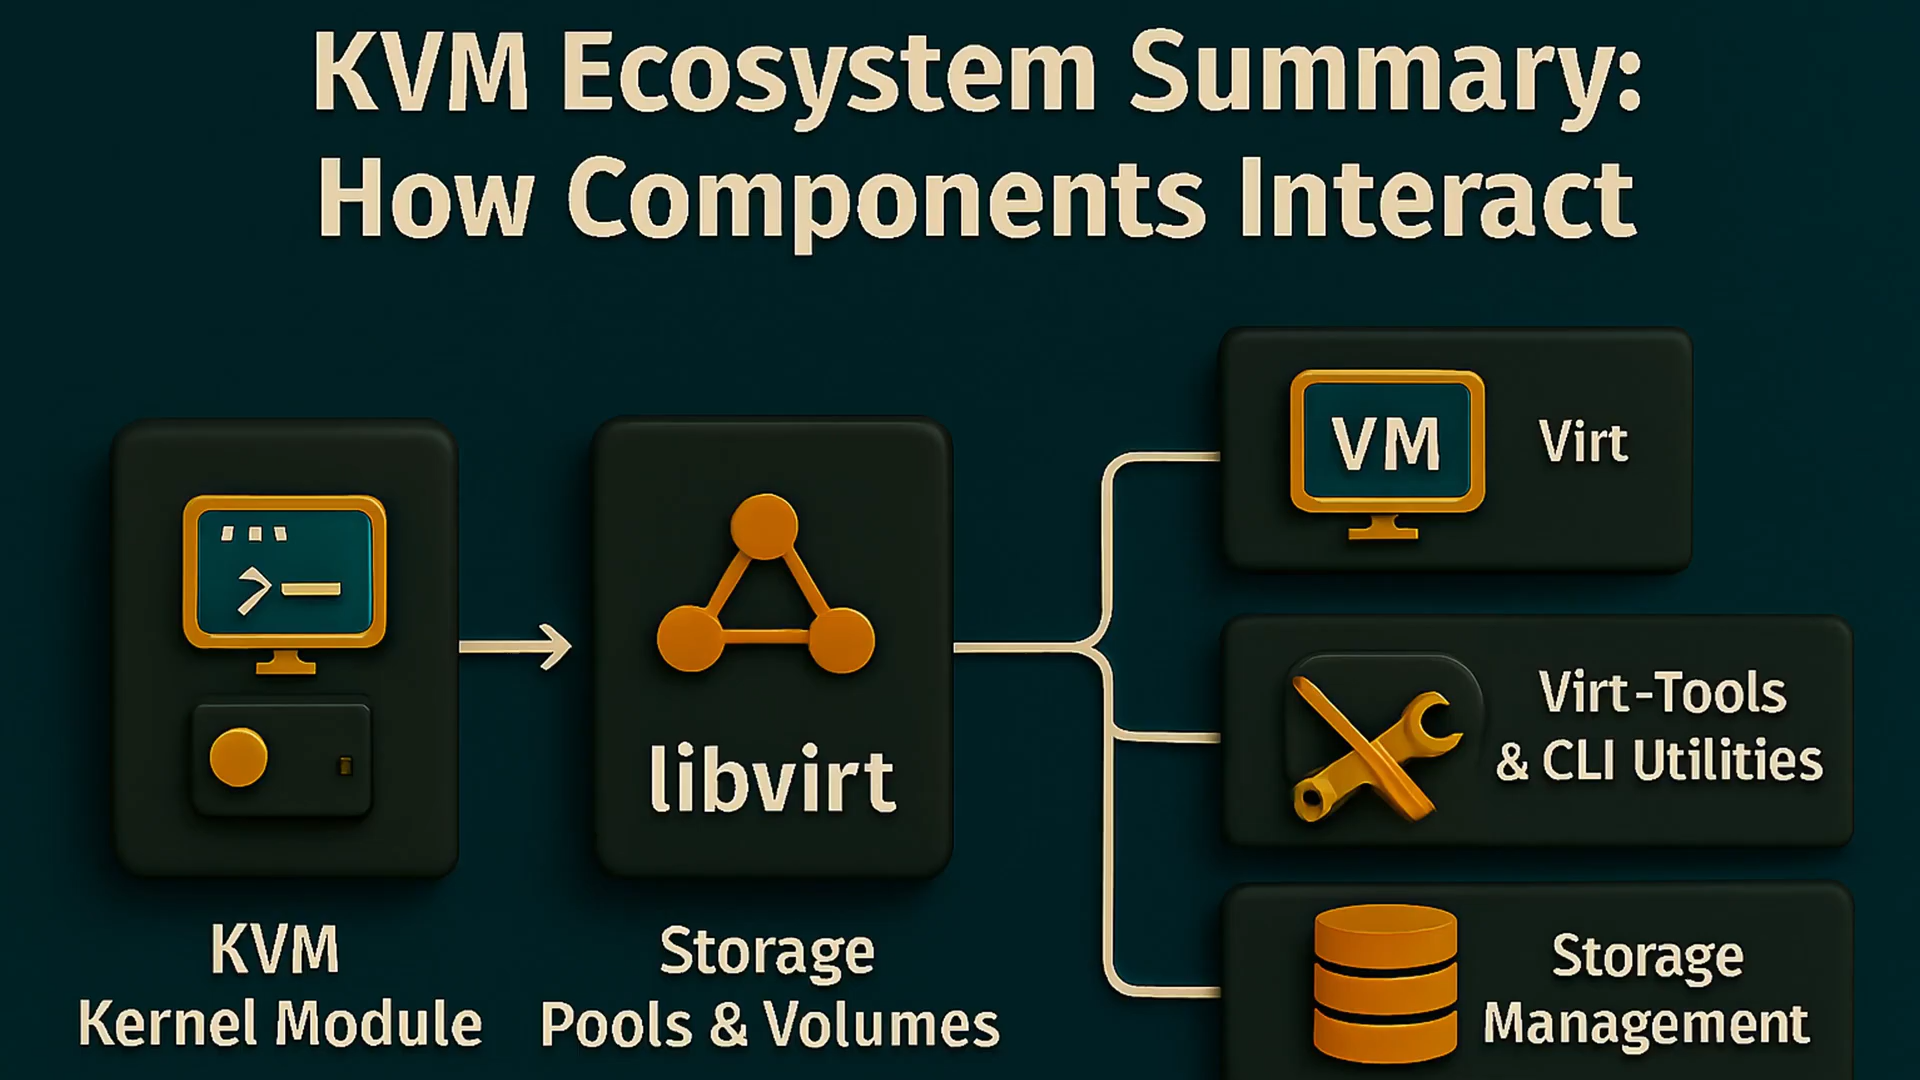 KVM Ecosystem Summary:
How Components Interact
KVM
Kernel Module
libvirt
Storage
Pools & Volumes
VM
Virt
Virt-Tools
& CLI Utilities
Storage
Management